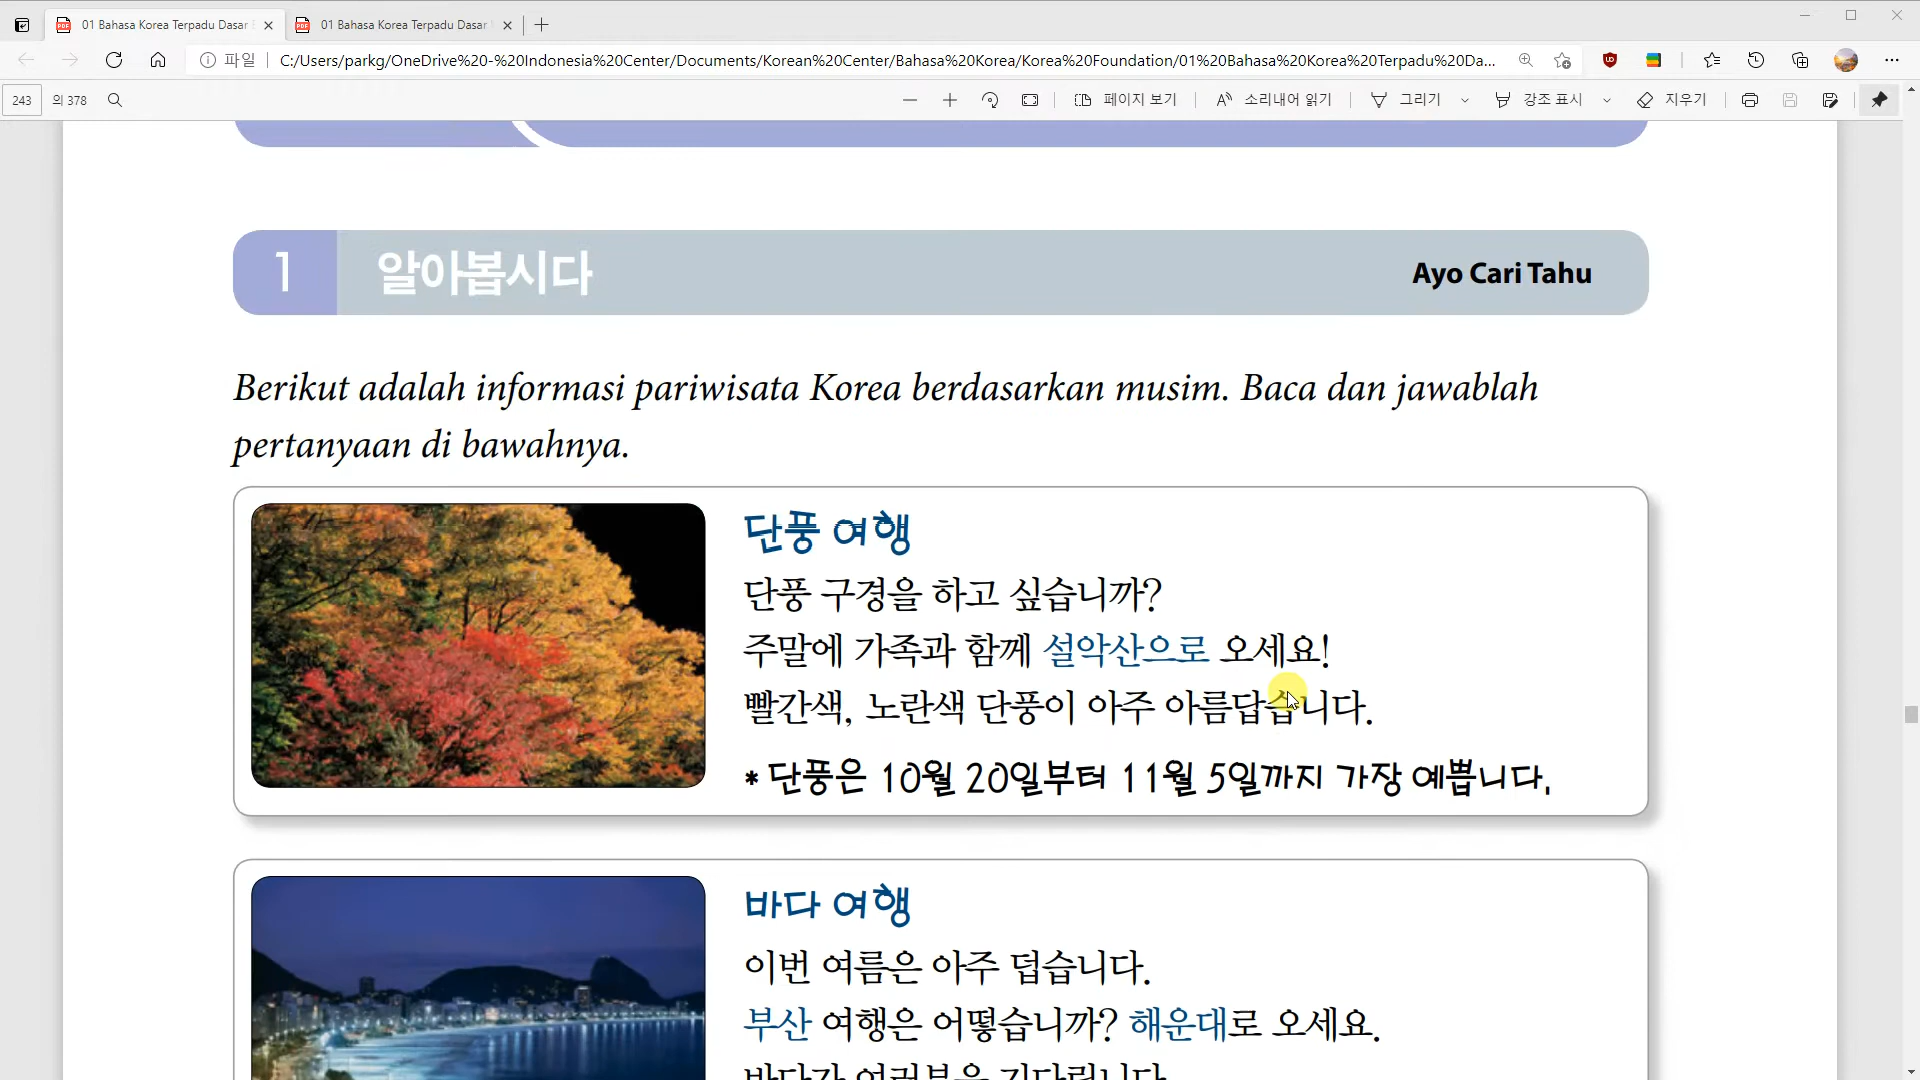 01 Bahasa Korea Terpadu Dasar
01 Bahasa Korea Terpadu Dasar
파일
C:/Users/parkg/OneDrive%20-%20Indonesia%20Center/Documents/Korean%20Center/Bahasa%20Korea/Korea%20Foundation/01%20Bahasa%20Korea%20Terpadu%20Da...
243 의 378
페이지 보기
소리내어 읽기
그리기
강조 표시
지우기
1 알아봅시다 Ayo Cari Tahu
Berikut adalah informasi pariwisata Korea berdasarkan musim. Baca dan jawablah
pertanyaan di bawahnya.
단풍 여행
단풍 구경을 하고 싶습니까?
주말에 가족과 함께 설악산으로 오세요!
빨간색, 노란색 단풍이 아주 아름답습니다.
* 단풍은 10월 20일부터 11월 5일까지 가장 예쁩니다.
바다 여행
이번 여름은 아주 덥습니다.
부산 여행은 어떻습니까? 해운대로 오세요.